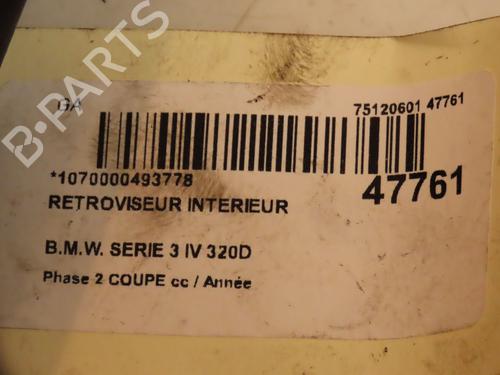 GA
75120601 47761
*1070000493778
47761
RETROVISEUR INTERIEUR
B.M.W. SERIE 3 IV 320D
Phase 2 COUPE cc / Année
B-PARTS